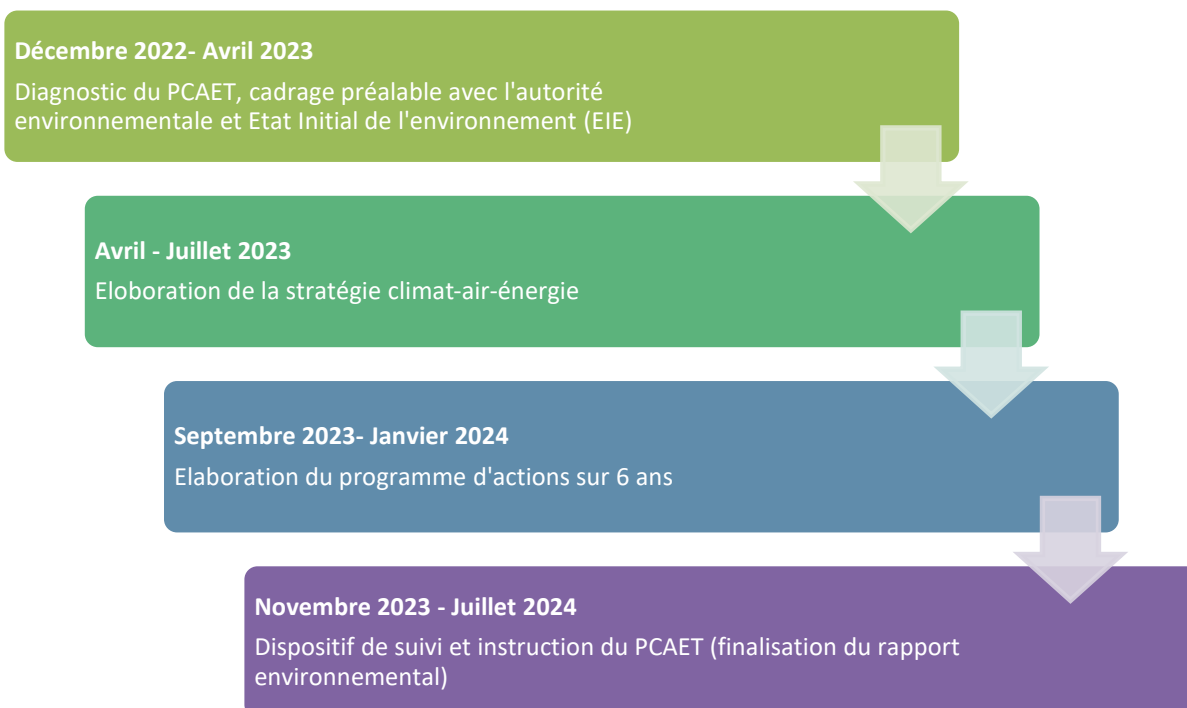 Décembre 2022- Avril 2023
Diagnostic du PCAET, cadrage préalable avec l'autorité
environnementale et Etat Initial de l'environnement (EIE)
Avril - Juillet 2023
Eloboration de la stratégie climat-air-énergie
Septembre 2023- Janvier 2024
Elaboration du programme d'actions sur 6 ans
Novembre 2023 - Juillet 2024
Dispositif de suivi et instruction du PCAET (finalisation du rapport
environnemental)